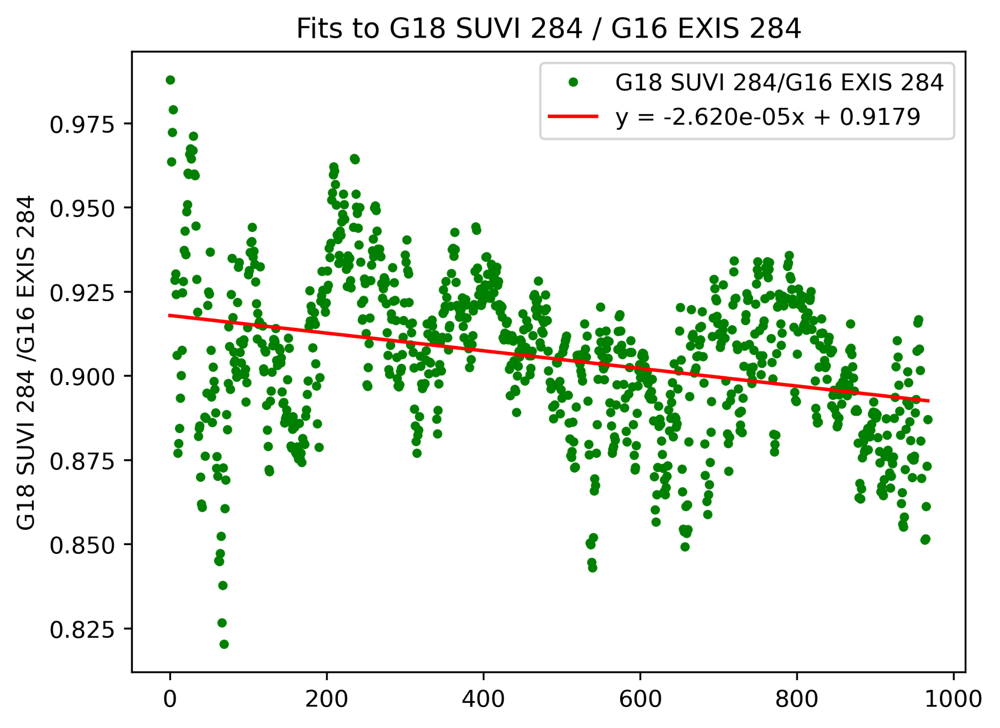 Fits to G18 SUVI 284 / G16 EXIS 284
G18 SUVI 284/G16 EXIS 284
y = -2.620e-05x + 0.9179
G18 SUVI 284 /G16 EXIS 284
0.975
0.950
0.925
0.900
0.875
0.850
0.825
0 200 400 600 800 1000